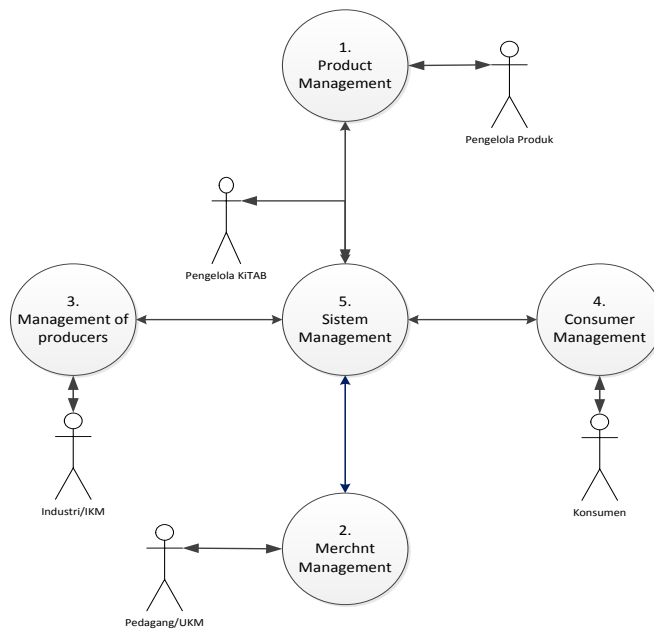 1.
Product
Management
Pengelola Produk
Pengelola KiTAB
3.
Management of
producers
5.
Sistem
Management
4.
Consumer
Management
Industri/IKM
Konsumen
2.
Merchnt
Management
Pedagang/UKM